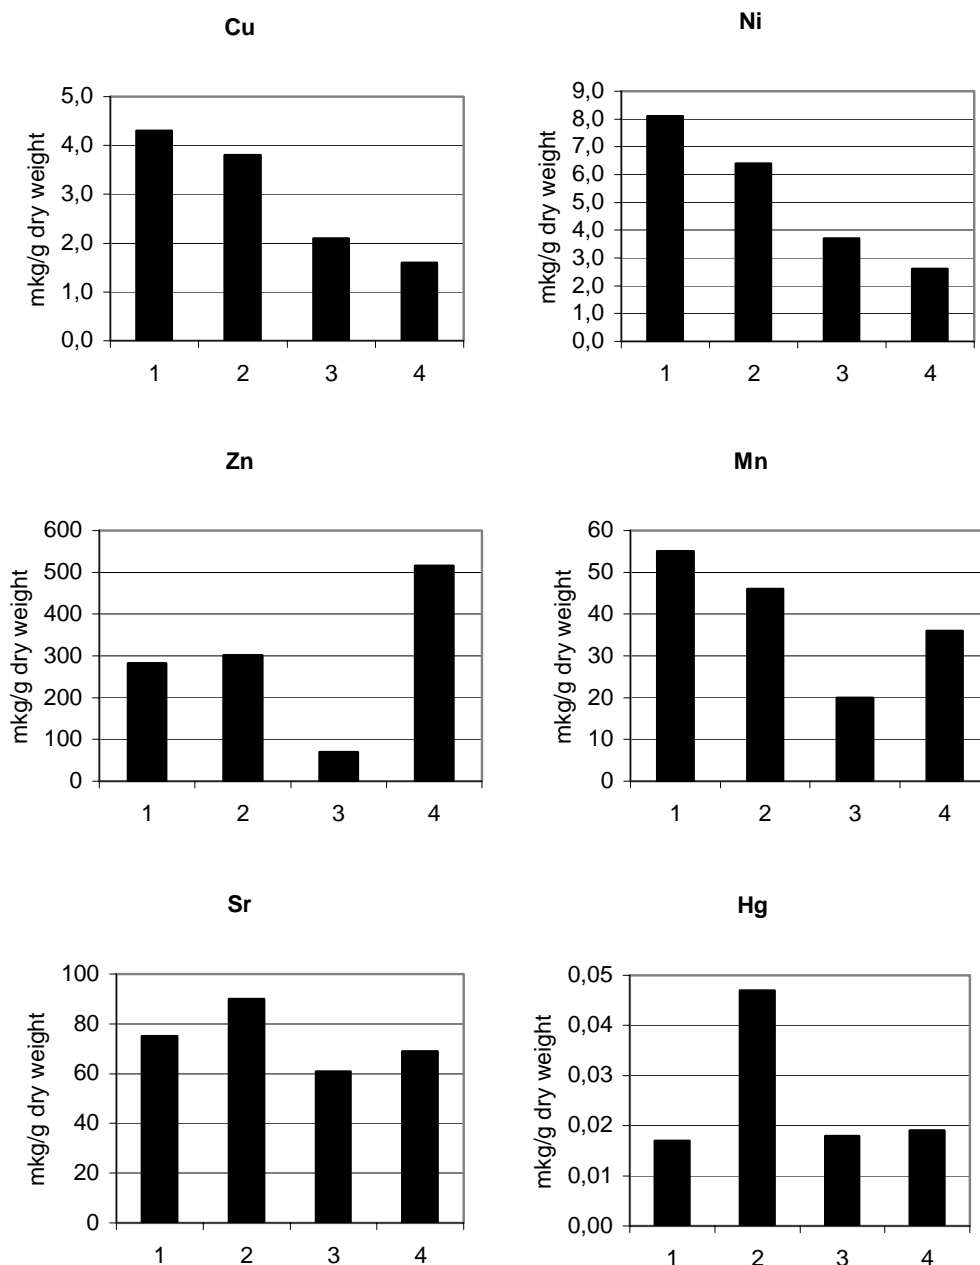 Cu
mkg/g dry weight
5,0
4,0
3,0
2,0
1,0
0,0
1 2 3 4
Ni
mkg/g dry weight
9,0
8,0
7,0
6,0
5,0
4,0
3,0
2,0
1,0
0,0
1 2 3 4
Zn
mkg/g dry weight
600
500
400
300
200
100
0
1 2 3 4
Mn
mkg/g dry weight
60
50
40
30
20
10
0
1 2 3 4
Sr
mkg/g dry weight
100
80
60
40
20
0
1 2 3 4
Hg
mkg/g dry weight
0,05
0,04
0,03
0,02
0,01
0,00
1 2 3 4